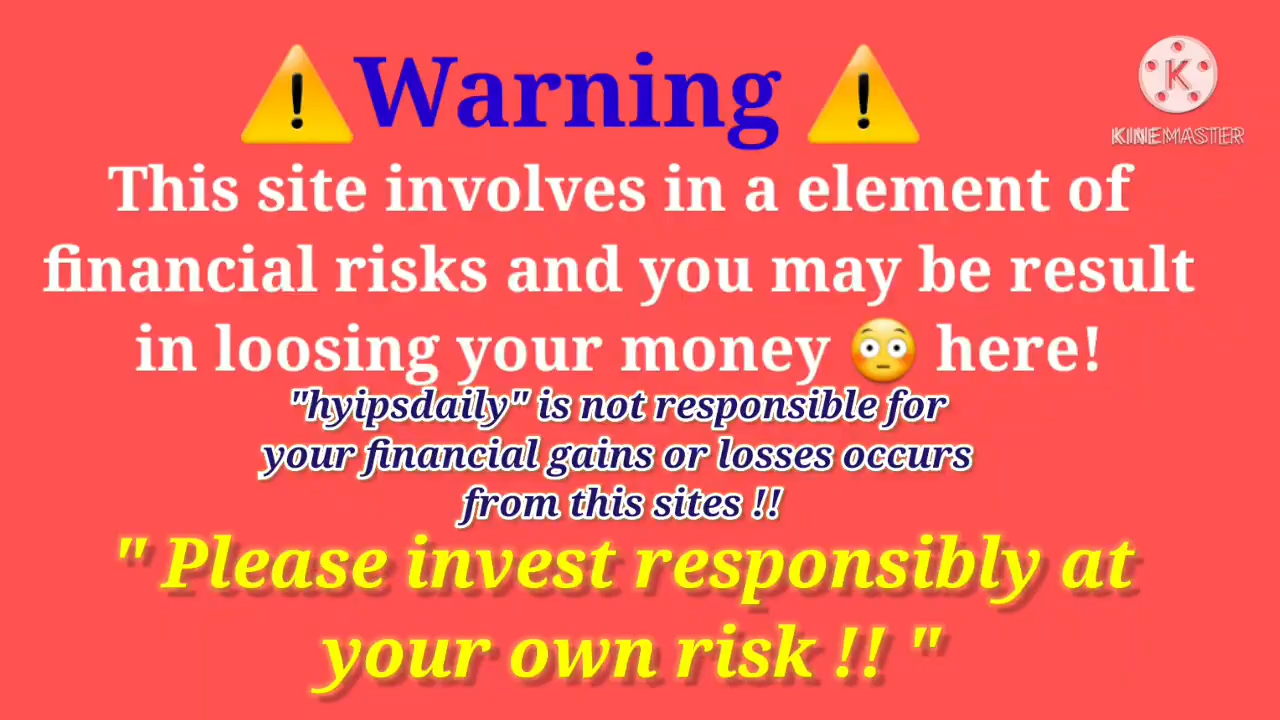 ⚠️Warning ⚠️
K
KINEMASTER
This site involves in a element of
financial risks and you may be result
in loosing your money 😳 here!
"hyipsdaily" is not responsible for
your financial gains or losses occurs
from this sites !!
" Please invest responsibly at
your own risk !! "